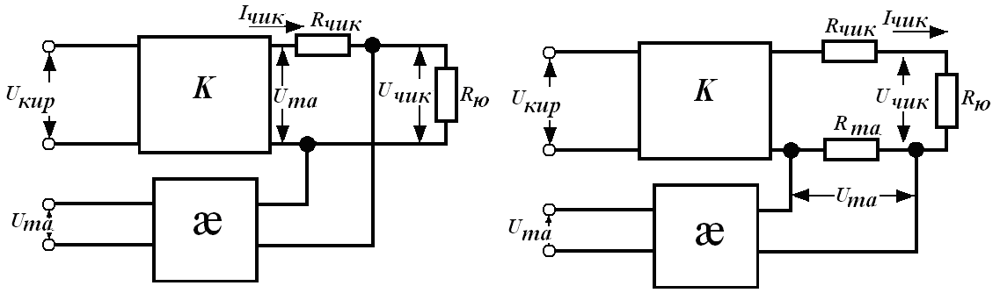 Iчик Rчик
Uкир K Uта Uчик Rю
Uта æ
Rчик Iчик
Uкир K Uчик Rю
Rта
Uта æ Uта